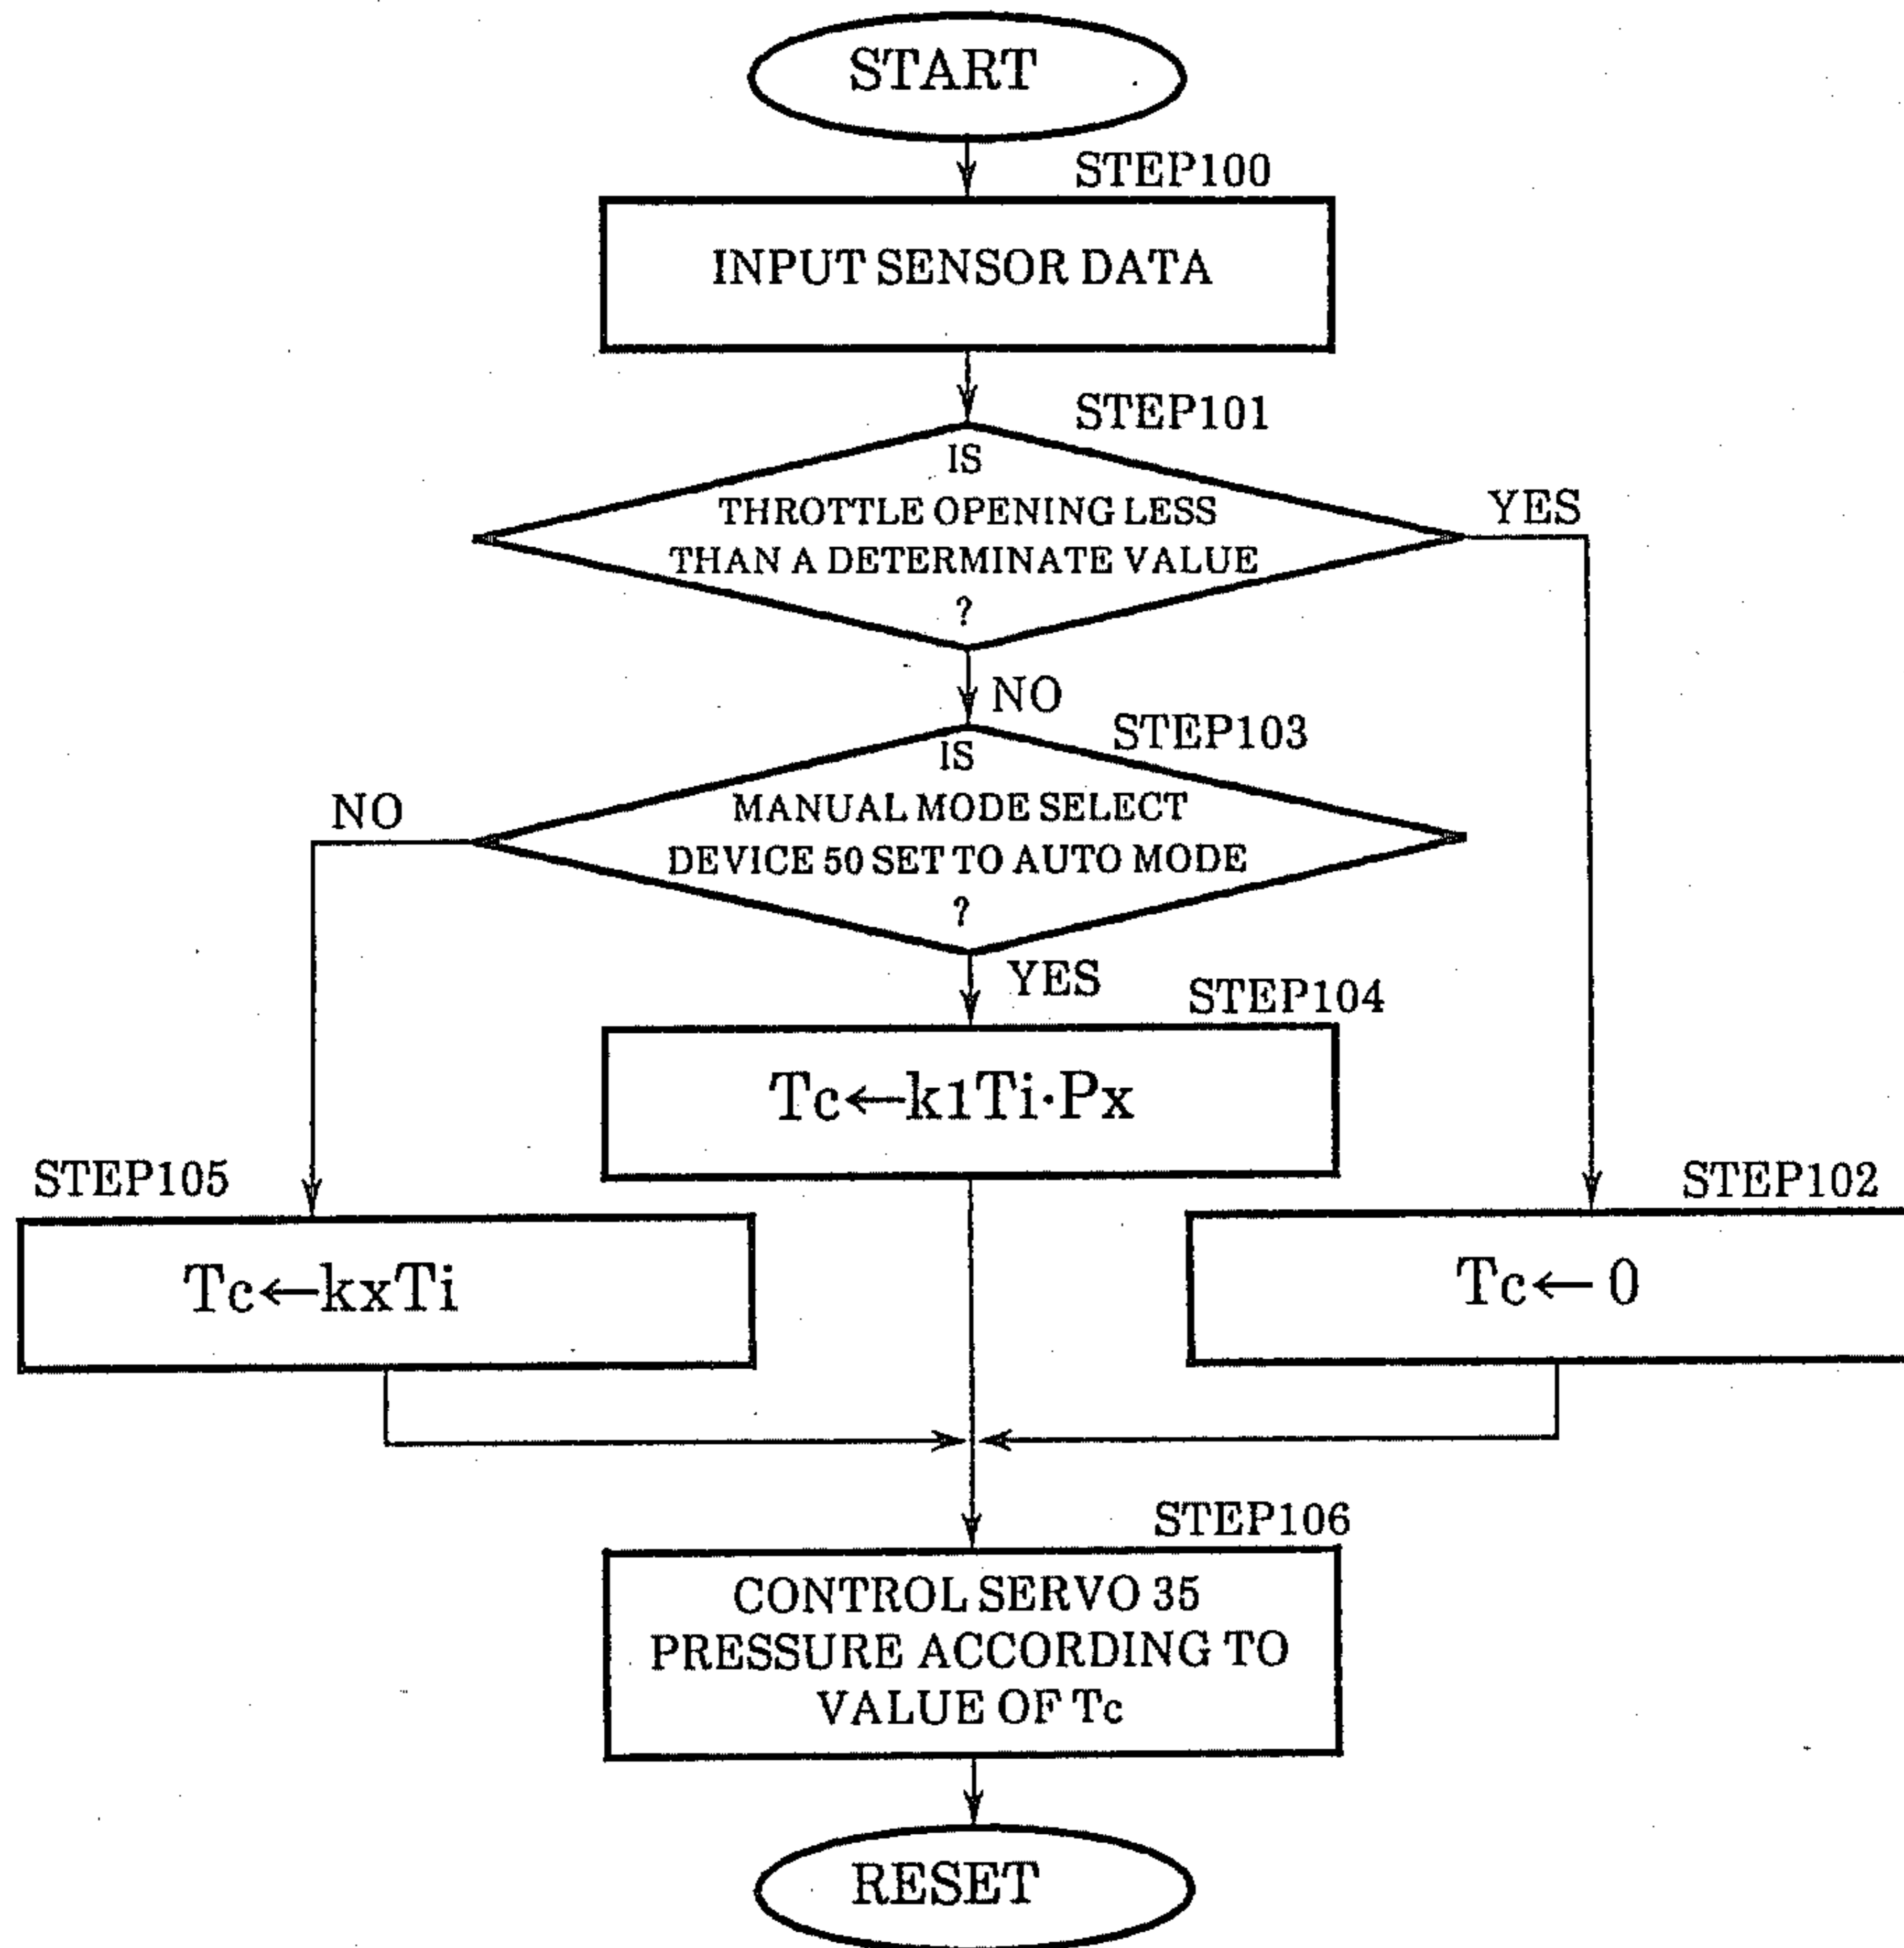 START
STEP100
INPUT SENSOR DATA
STEP101
IS
THROTTLE OPENING LESS
THAN A DETERMINATE VALUE
?
YES
NO
STEP103
IS
MANUAL MODE SELECT
DEVICE 50 SET TO AUTO MODE
?
NO
YES
STEP104
Tc←k1Ti·Px
STEP105
Tc←kxTi
STEP102
Tc←0
STEP106
CONTROL SERVO 35
PRESSURE ACCORDING TO
VALUE OF Tc
RESET